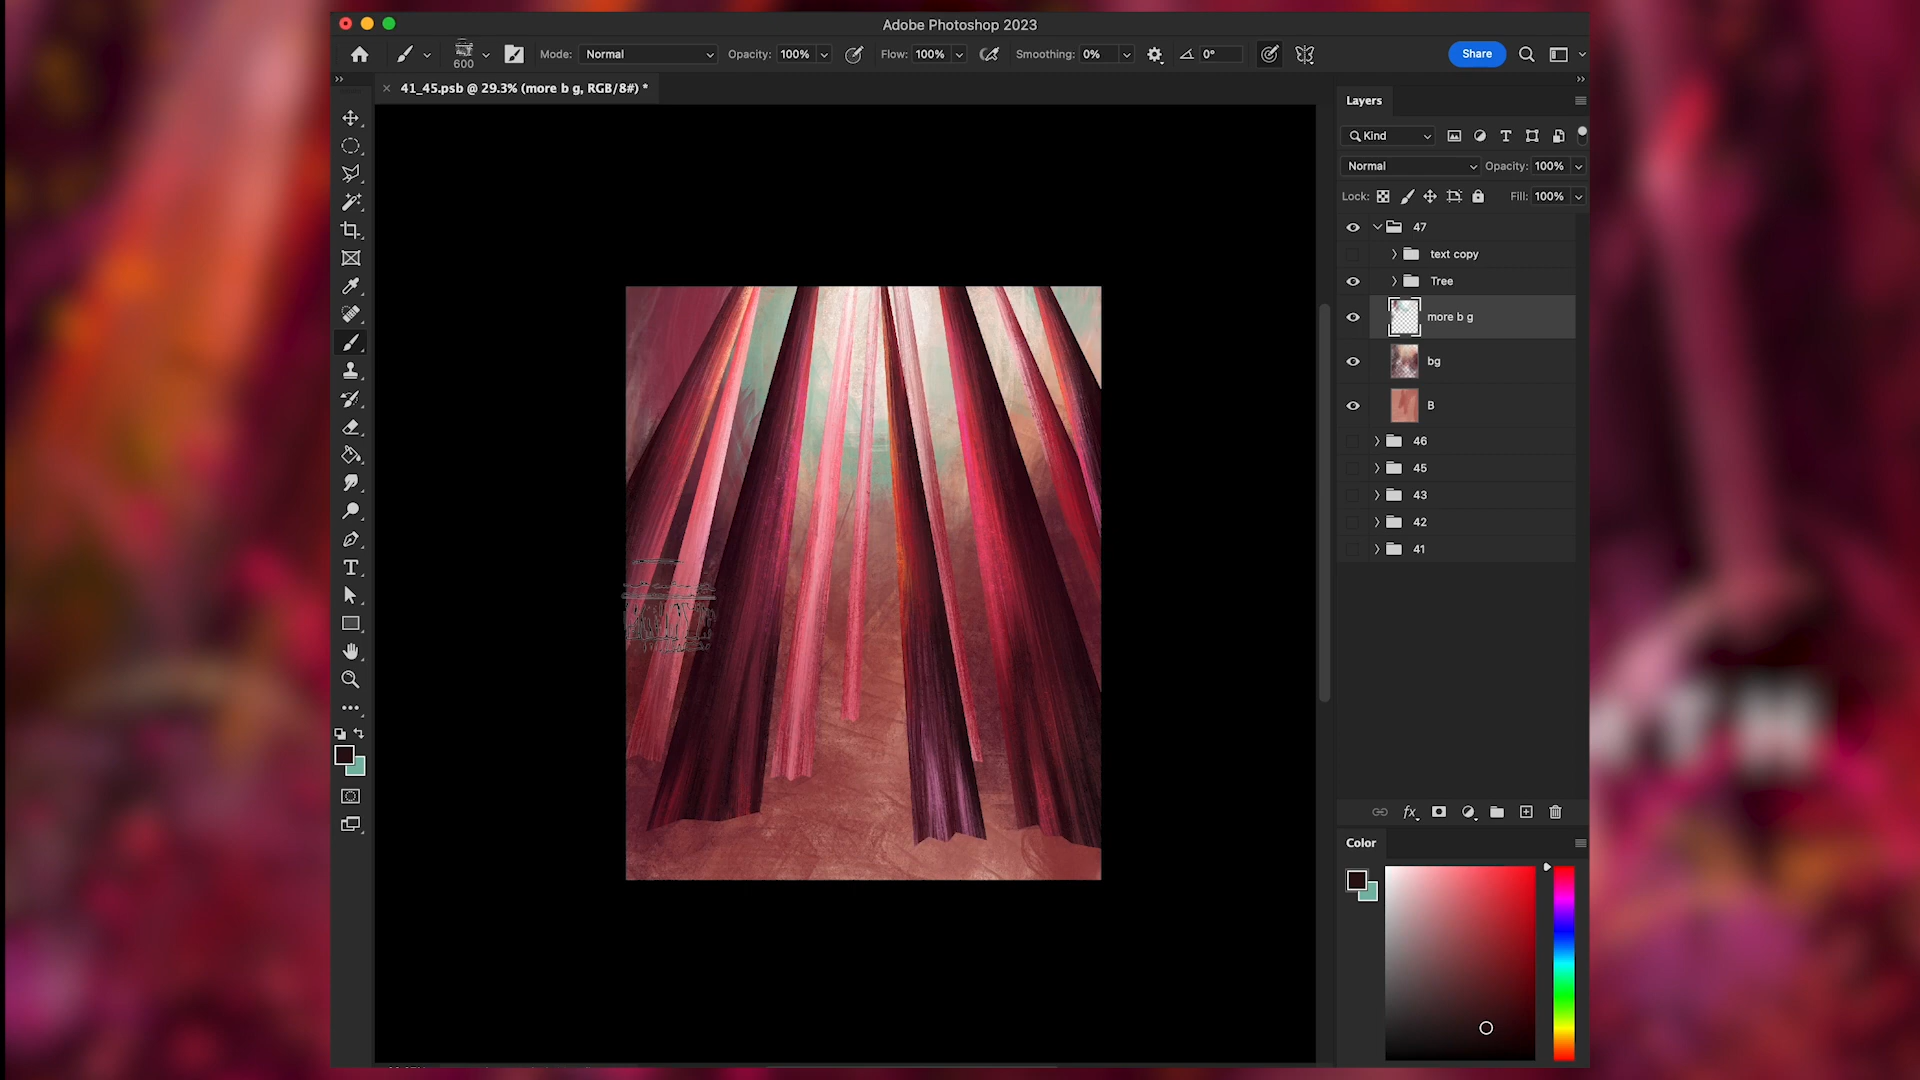 Adobe Photoshop 2023
600
Mode: Normal
Opacity: 100%
Flow: 100%
Smoothing: 0%
0°
Share
41_45.psb @ 29.3% (more b g, RGB/8#) *
Layers
Kind
Normal
Opacity: 100%
Lock:
Fill: 100%
47
text copy
Tree
more b g
bg
B
46
45
43
42
41
fx
Color